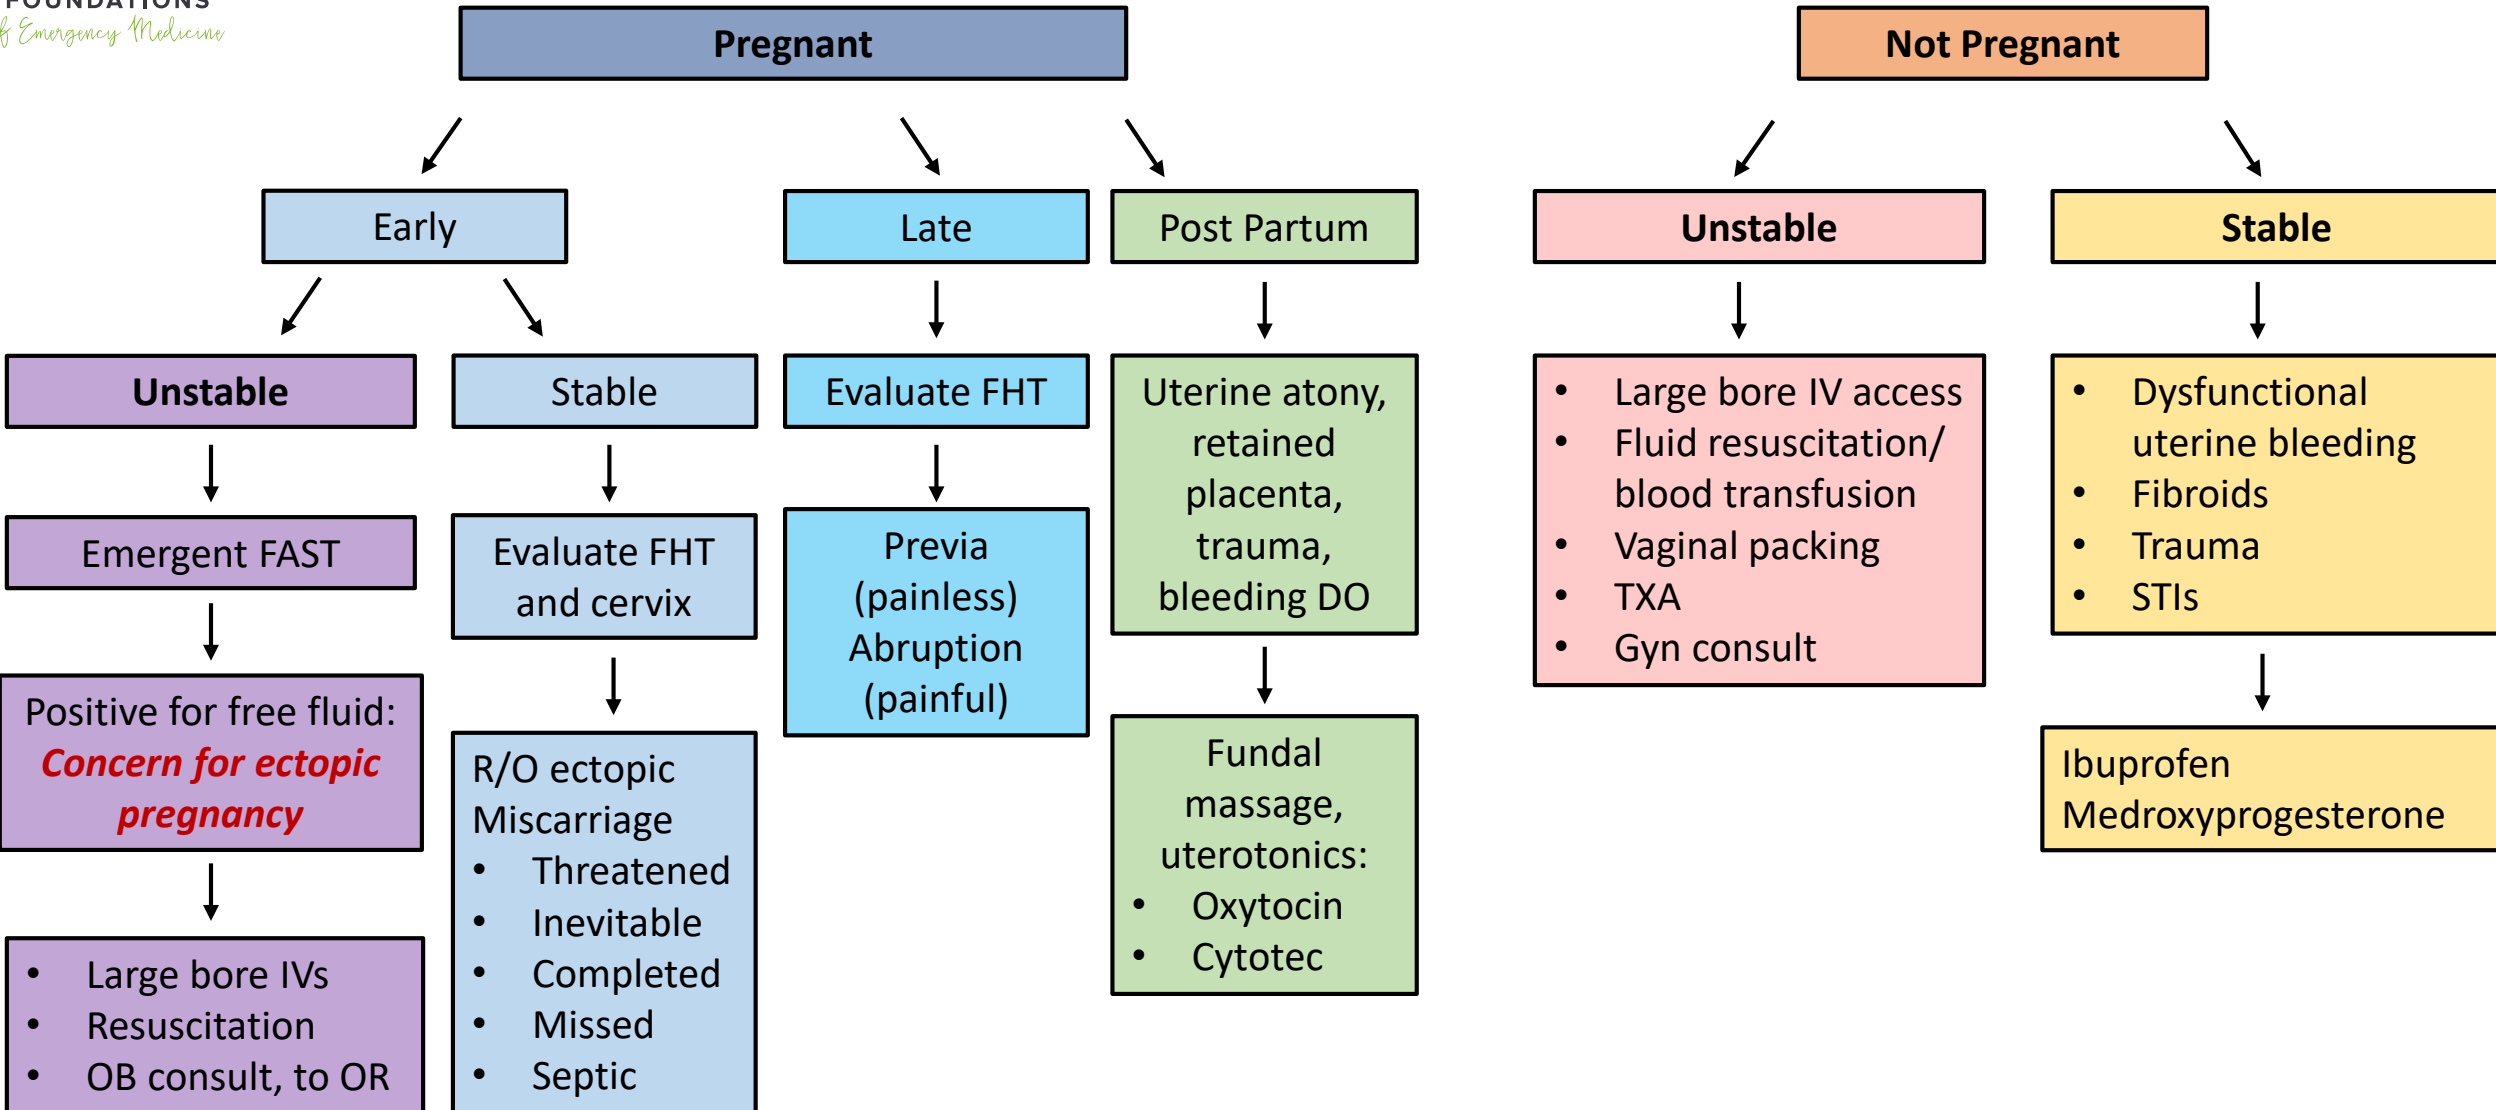 FOUNDATIONS
of Emergency Medicine
Pregnant
Not Pregnant
Early
Late
Post Partum
Unstable
Stable
Unstable
Stable
Evaluate FHT
Uterine atony,
retained
placenta,
trauma,
bleeding DO
• Large bore IV access
• Fluid resuscitation/
blood transfusion
• Vaginal packing
• TXA
• Gyn consult
• Dysfunctional
uterine bleeding
• Fibroids
• Trauma
• STIs
Emergent FAST
Evaluate FHT
and cervix
Previa
(painless)
Abruption
(painful)
Positive for free fluid:
Concern for ectopic
pregnancy
R/O ectopic
Miscarriage
• Threatened
• Inevitable
• Completed
• Missed
• Septic
Fundal
massage,
uterotonics:
• Oxytocin
• Cytotec
Ibuprofen
Medroxyprogesterone
• Large bore IVs
• Resuscitation
• OB consult, to OR